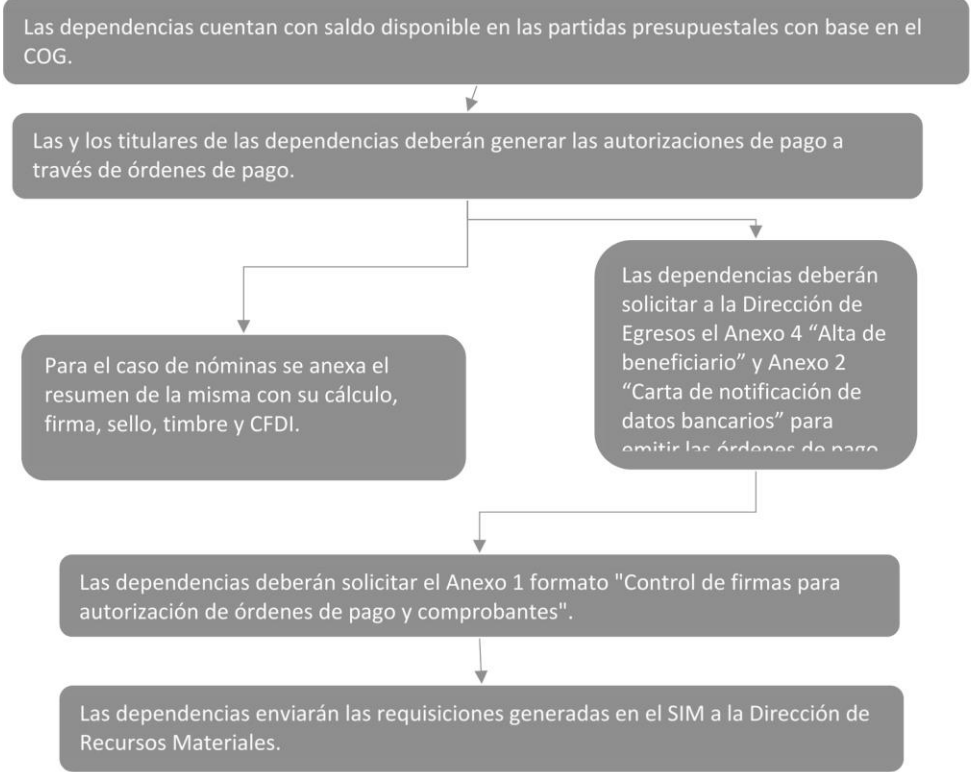 Las dependencias cuentan con saldo disponible en las partidas presupuestales con base en el
COG.
Las y los titulares de las dependencias deberán generar las autorizaciones de pago a
través de órdenes de pago.
Las dependencias deberán
solicitar a la Dirección de
Egresos el Anexo 4 “Alta de
beneficiario” y Anexo 2
“Carta de notificación de
datos bancarios” para
emitir las órdenes de pago
Para el caso de nóminas se anexa el
resumen de la misma con su cálculo,
firma, sello, timbre y CFDI.
Las dependencias deberán solicitar el Anexo 1 formato "Control de firmas para
autorización de órdenes de pago y comprobantes".
Las dependencias enviarán las requisiciones generadas en el SIM a la Dirección de
Recursos Materiales.